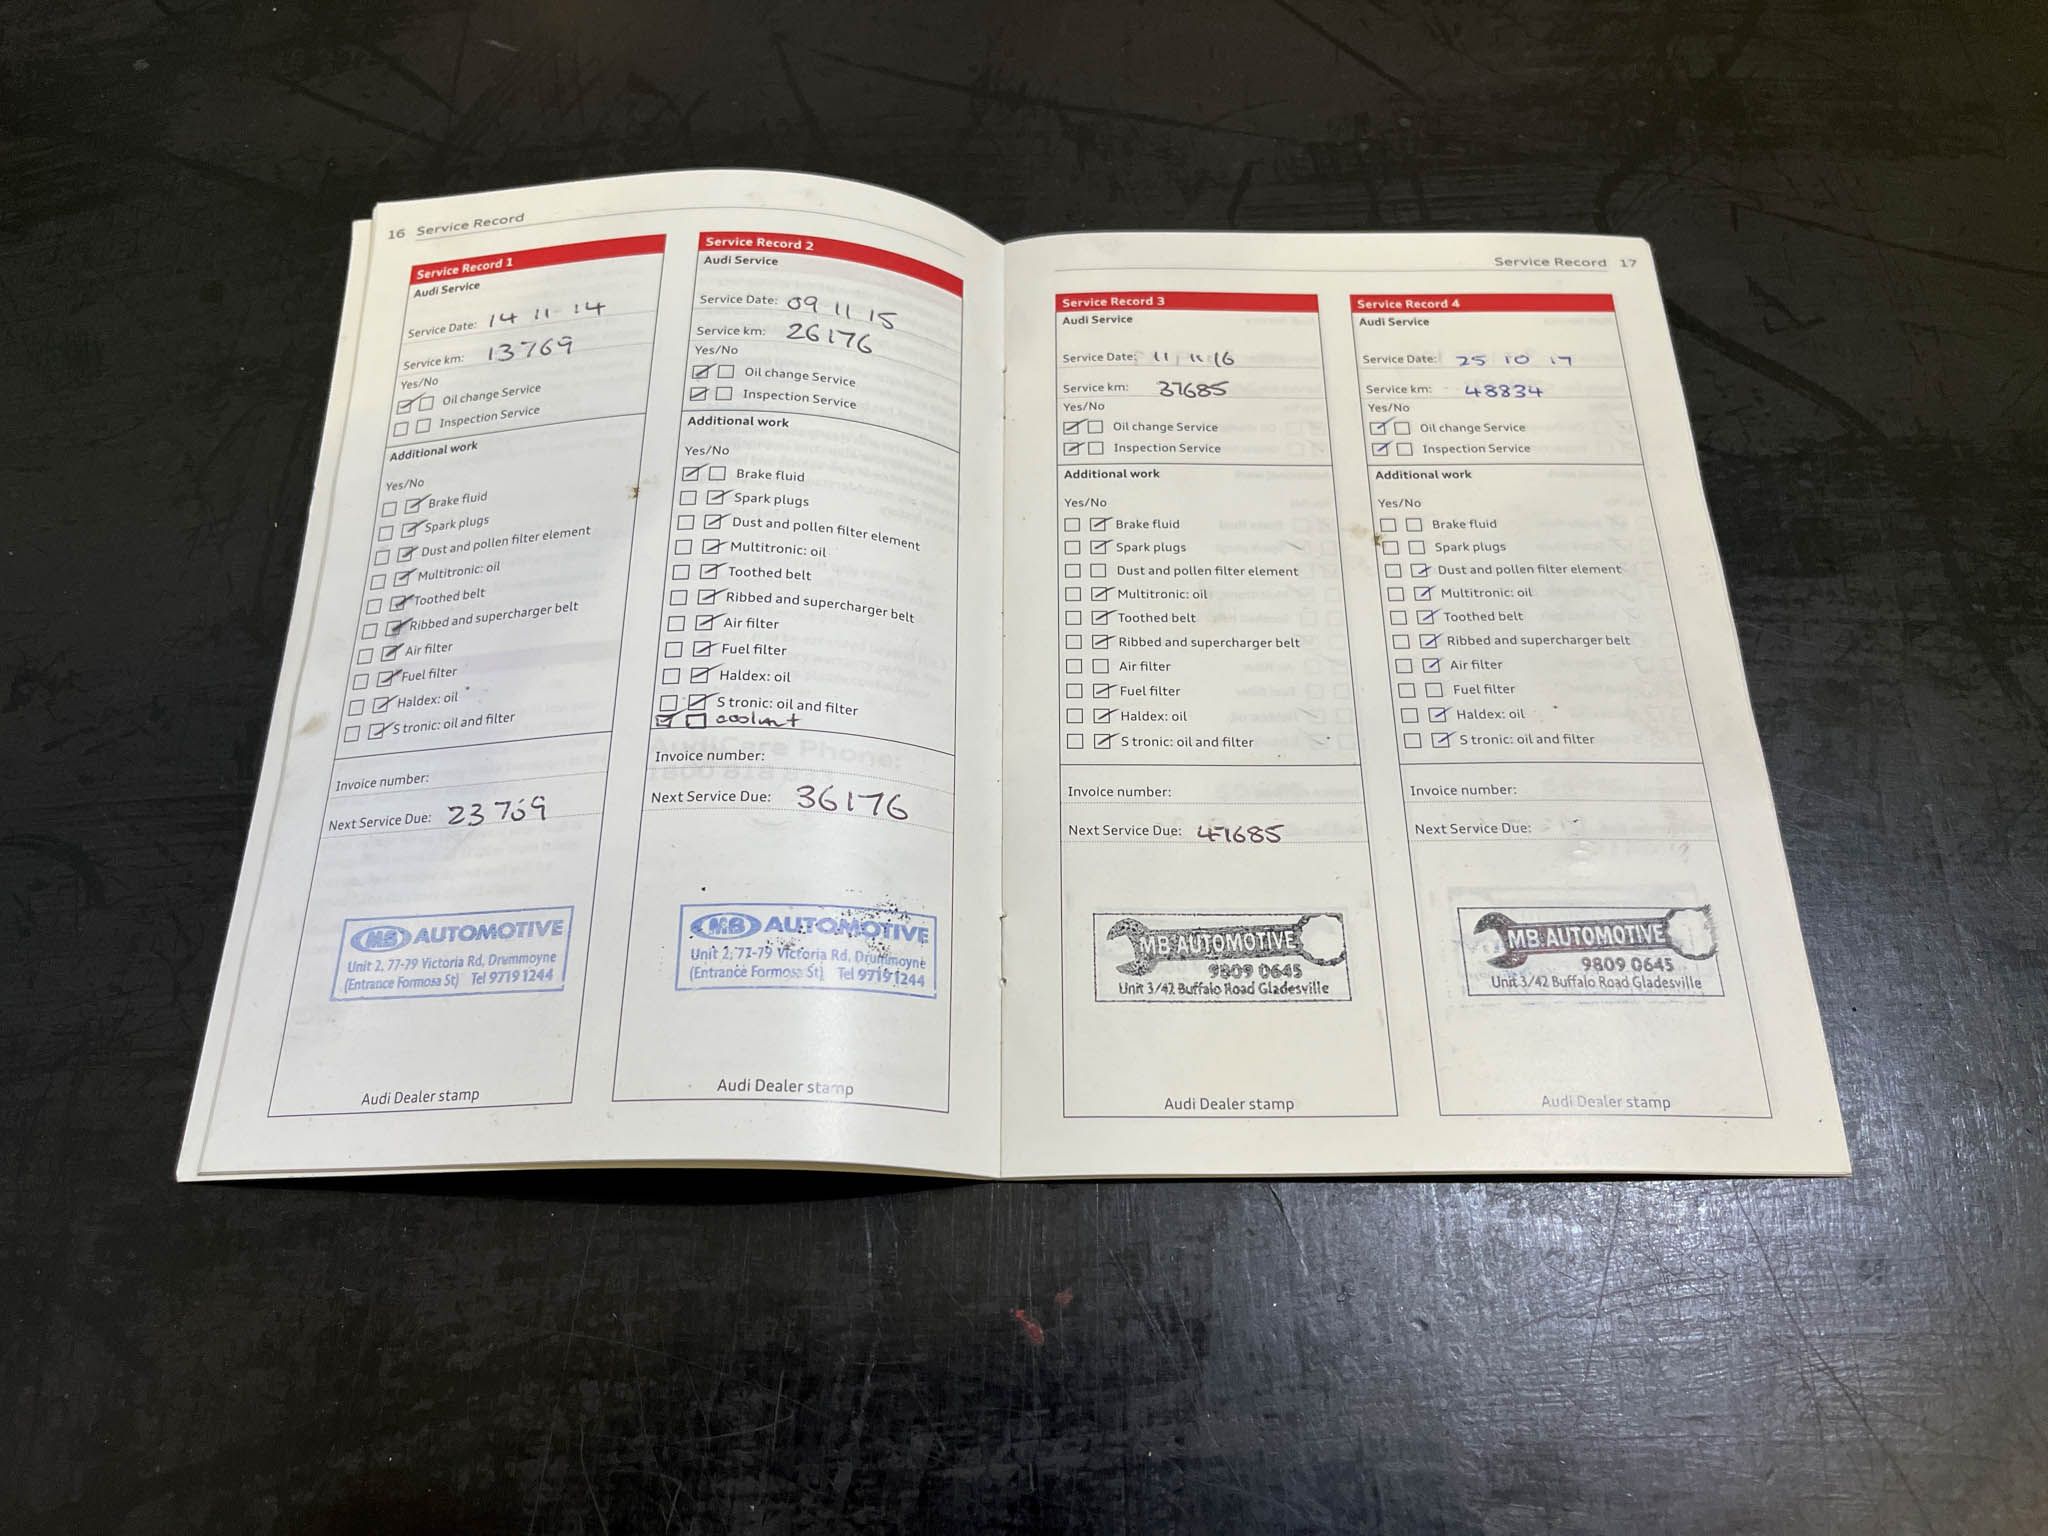 16 Service Record
Service Record 1
Audi Service
Service Date: 14 11 14
Service km: 13769
Yes/No
Oil change Service
Inspection Service
Additional work
Yes/No
Brake fluid
Spark plugs
Dust and pollen filter element
Multitronic: oil
Toothed belt
Ribbed and supercharger belt
Air filter
Fuel filter
Haldex: oil
S tronic: oil and filter
Invoice number:
Next Service Due: 23769
MB AUTOMOTIVE
Unit 2, 77-79 Victoria Rd, Drummoyne
(Entrance Formosa St) Tel 9719 1244
Audi Dealer stamp
Service Record 2
Audi Service
Service Date: 09 11 15
Service km: 26176
Yes/No
Oil change Service
Inspection Service
Additional work
Yes/No
Brake fluid
Spark plugs
Dust and pollen filter element
Multitronic: oil
Toothed belt
Ribbed and supercharger belt
Air filter
Fuel filter
Haldex: oil
S tronic: oil and filter
coolant
Invoice number:
Next Service Due: 36176
M&B AUTOMOTIVE
Unit 2, 77-79 Victoria Rd, Drummoyne
(Entrance Formosa St) Tel 9719 1244
Audi Dealer stamp
Service Record 17
Service Record 3
Audi Service
Service Date: 11 11 16
Service km: 37685
Yes/No
Oil change Service
Inspection Service
Additional work
Yes/No
Brake fluid
Spark plugs
Dust and pollen filter element
Multitronic: oil
Toothed belt
Ribbed and supercharger belt
Air filter
Fuel filter
Haldex: oil
S tronic: oil and filter
Invoice number:
Next Service Due: 47685
MB AUTOMOTIVE
9809 0645
Unit 3/42 Buffalo Road Gladesville
Audi Dealer stamp
Service Record 4
Audi Service
Service Date: 25 10 17
Service km: 48834
Yes/No
Oil change Service
Inspection Service
Additional work
Yes/No
Brake fluid
Spark plugs
Dust and pollen filter element
Multitronic: oil
Toothed belt
Ribbed and supercharger belt
Air filter
Fuel filter
Haldex: oil
S tronic: oil and filter
Invoice number:
Next Service Due:
MB AUTOMOTIVE
9809 0645
Unit 3/42 Buffalo Road Gladesville
Audi Dealer stamp